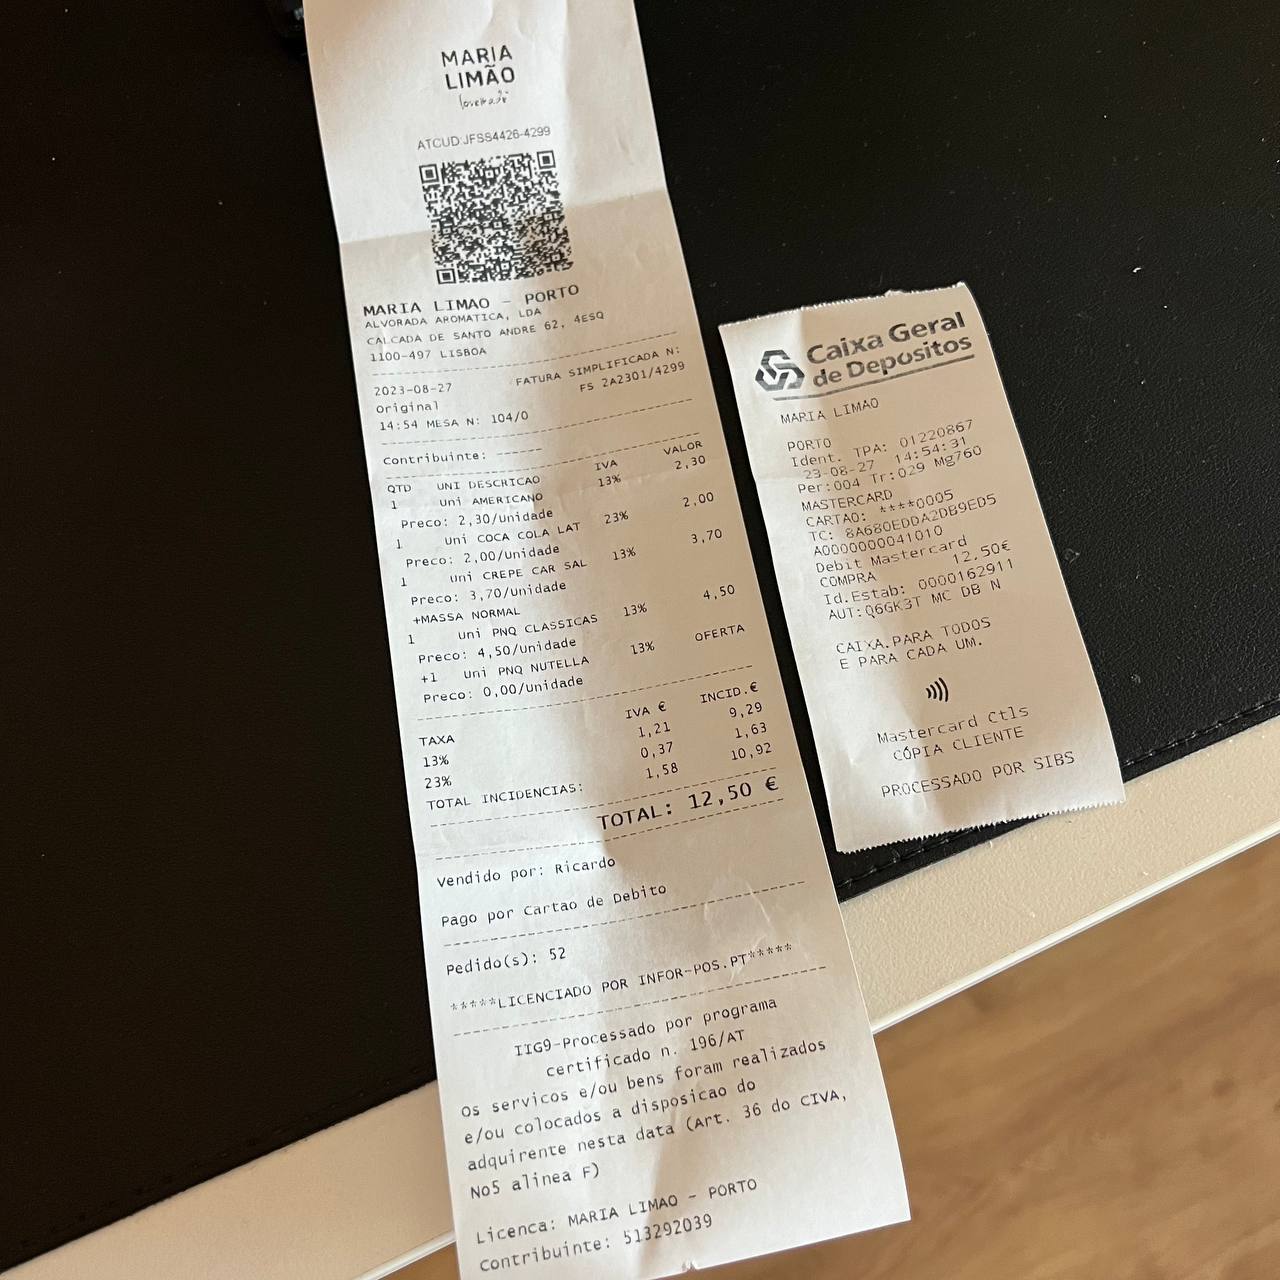 MARIA
LIMÃO
ATCUD:JFSS4426-4299
MARIA LIMAO - PORTO
ALVORADA AROMATICA, LDA
CALCADA DE SANTO ANDRE 62, 4ESQ
1100-497 LISBOA
2023-08-27 FATURA SIMPLIFICADA N:
Original FS 2A2301/4299
14:54 MESA N: 104/0
Contribuinte: ------
QTD UNI DESCRICAO IVA VALOR
1 uni AMERICANO 13% 2,30
Preco: 2,30/unidade
1 uni COCA COLA LAT 23% 2,00
Preco: 2,00/unidade
1 uni CREPE CAR SAL 13% 3,70
Preco: 3,70/unidade
+MASSA NORMAL
1 uni PNQ CLASSICAS 13% 4,50
Preco: 4,50/unidade
+1 uni PNQ NUTELLA 13% OFERTA
Preco: 0,00/unidade
TAXA IVA € INCID.€
13% 1,21 9,29
23% 0,37 1,63
TOTAL INCIDENCIAS: 1,58 10,92
TOTAL: 12,50 €
Vendido por: Ricardo
Pago por Cartao de Debito
Pedido(s): 52
*****LICENCIADO POR INFOR-POS.PT*****
IIG9-Processado por programa
certificado n. 196/AT
Os servicos e/ou bens foram realizados
e/ou colocados a disposicao do
adquirente nesta data (Art. 36 do CIVA,
No5 alinea F)
Licenca: MARIA LIMAO - PORTO
Contribuinte: 513292039
Caixa Geral
de Depositos
MARIA LIMAO
PORTO
Ident. TPA: 01220867
23-08-27 14:54:31
Per:004 Tr:029 Mg760
MASTERCARD
CARTAO: ****0005
TC: 8A680EDDA2DB9ED5
A0000000041010
Debit Mastercard
COMPRA 12.50€
Id.Estab: 0000162911
AUT:Q6GK3T MC DB N
CAIXA.PARA TODOS
E PARA CADA UM.
Mastercard Ctls
CÓPIA CLIENTE
PROCESSADO POR SIBS